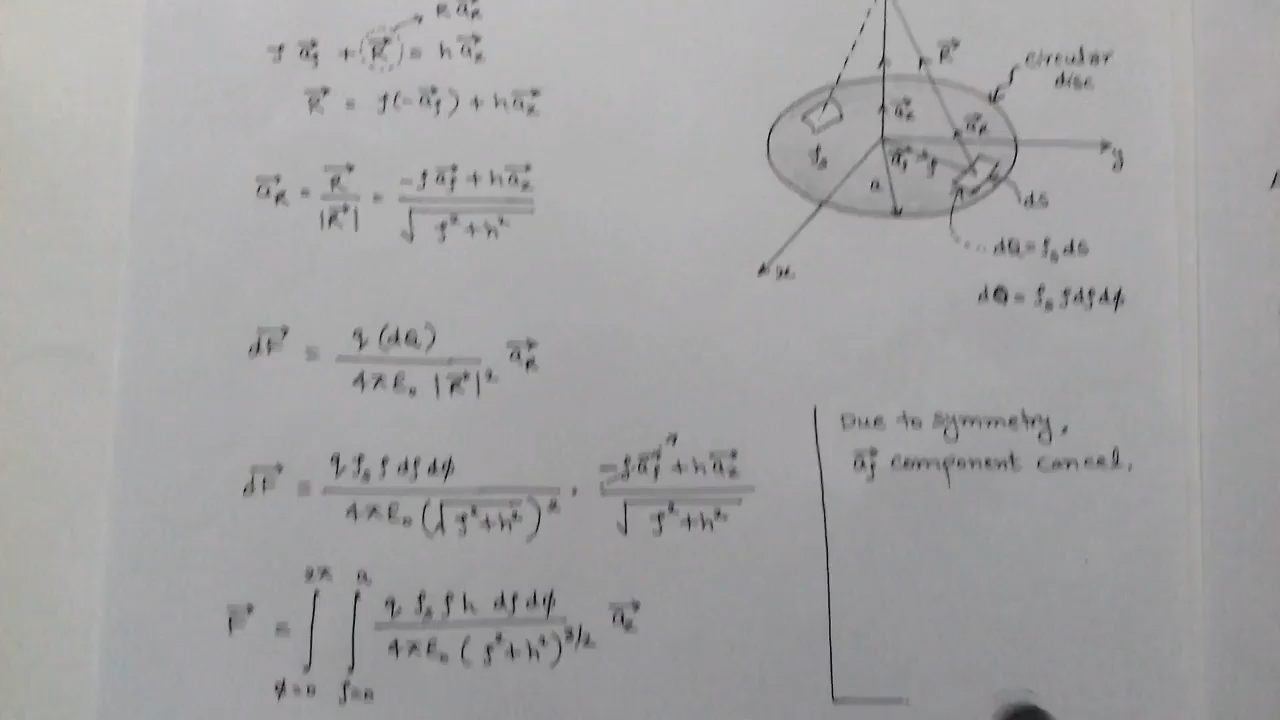 R a⃗R
ρ a⃗ρ + R⃗ = h a⃗z
R⃗ = ρ(-a⃗ρ) + h a⃗z
a⃗R = R⃗ / |R⃗| = (-ρ a⃗ρ + h a⃗z) / √(ρ² + h²)
dF⃗ = q (dQ) / (4πε₀ |R⃗|²) a⃗R
dF⃗ = q ρs ρ dρ dφ / (4πε₀ (√(ρ² + h²))²) · (-ρ a⃗ρ + h a⃗z) / √(ρ² + h²)
F⃗ = ∫_{φ=0}^{2π} ∫_{ρ=0}^{a} q ρs ρ h dρ dφ / (4πε₀ (ρ² + h²)^{3/2}) a⃗z
R⃗
circular
disc
a⃗z
a⃗R
y
ρs
a⃗ρ ρ
a
ds
x
dQ = ρs ds
dQ = ρs ρ dρ dφ
Due to symmetry,
a⃗ρ component cancel.